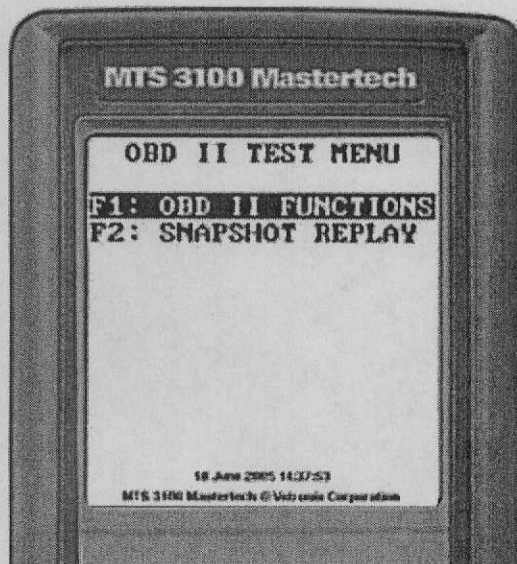 MTS 3100 Mastertech
OBD II TEST MENU
F1: OBD II FUNCTIONS
F2: SNAPSHOT REPLAY
18 June 2005 14:37:53
MTS 3100 Mastertech © Vetronix Corporation